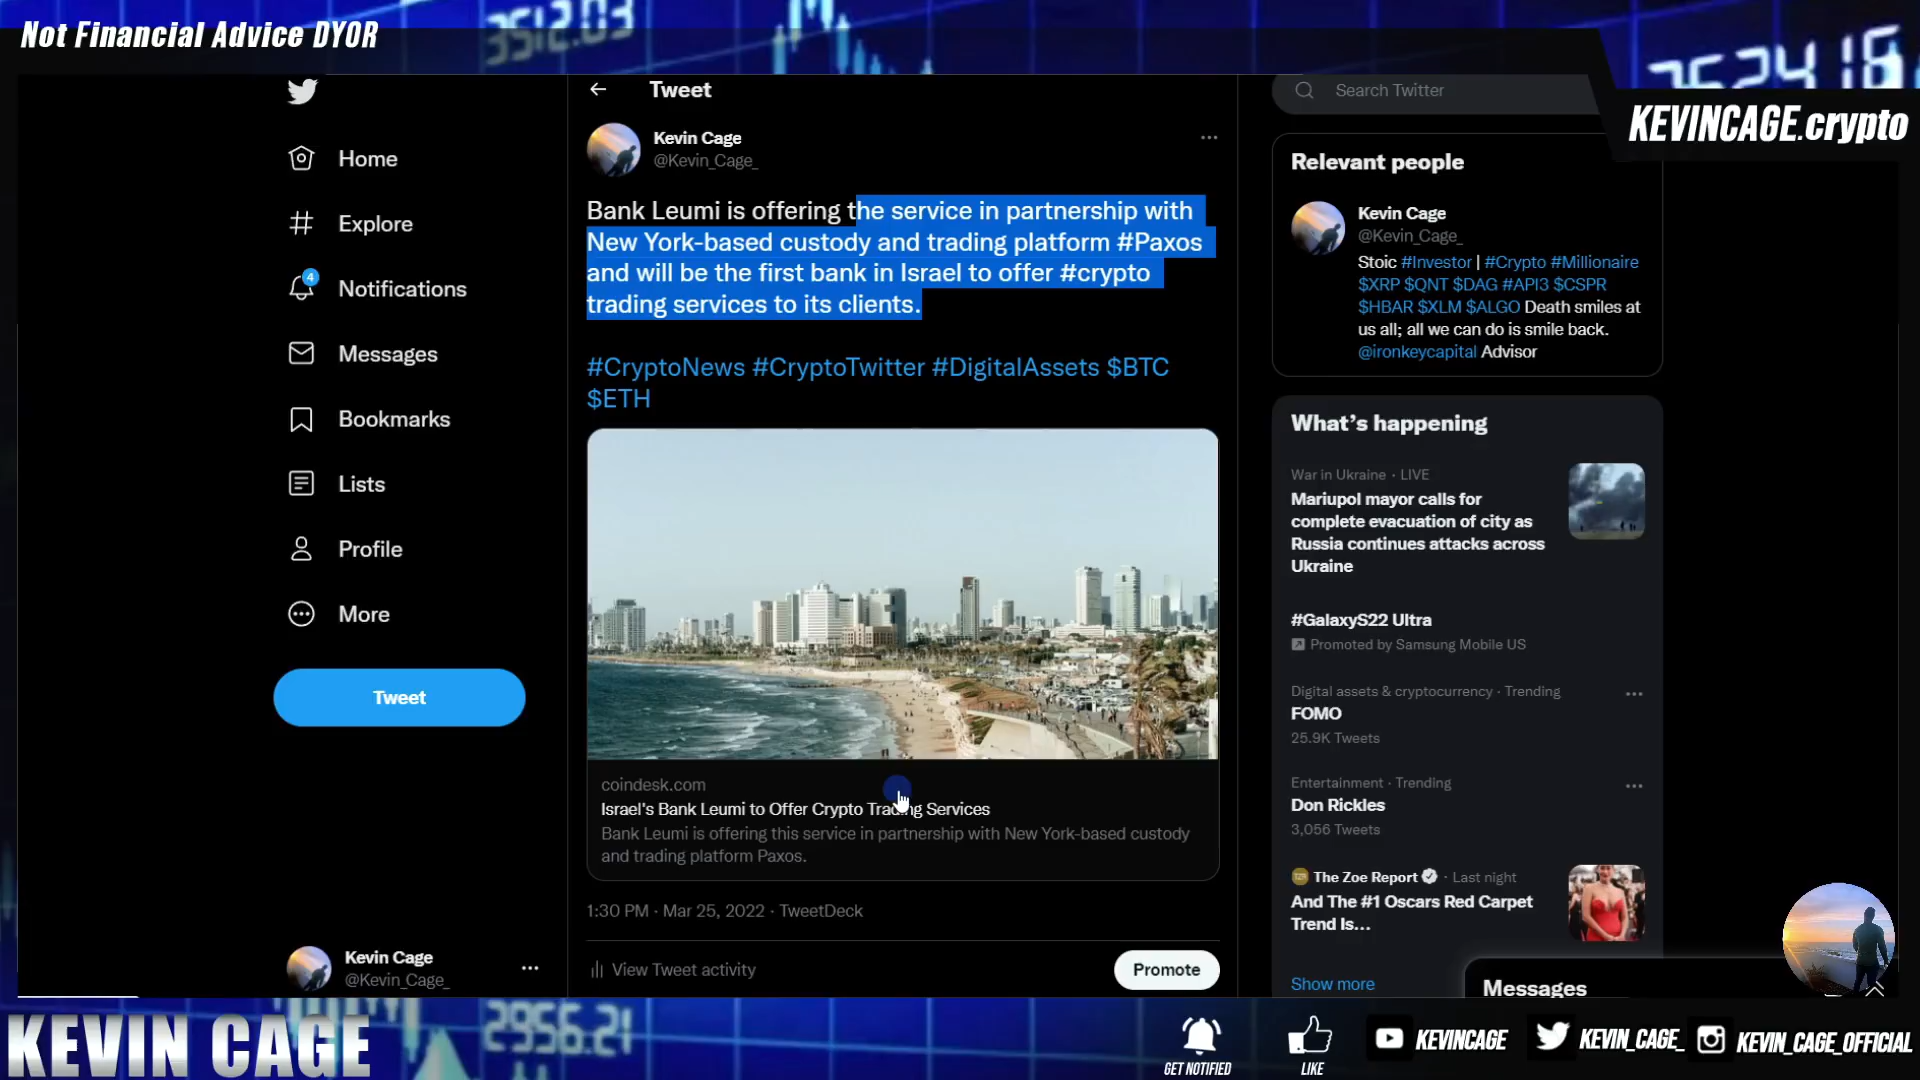 Not Financial Advice DYOR
3512.03
KEVINCAGE.crypto
Tweet
Search Twitter
Kevin Cage
@Kevin_Cage_
Bank Leumi is offering the service in partnership with
New York-based custody and trading platform #Paxos
and will be the first bank in Israel to offer #crypto
trading services to its clients.
#CryptoNews #CryptoTwitter #DigitalAssets $BTC
$ETH
coindesk.com
Israel's Bank Leumi to Offer Crypto Trading Services
Bank Leumi is offering this service in partnership with New York-based custody
and trading platform Paxos.
1:30 PM · Mar 25, 2022 · TweetDeck
View Tweet activity
Promote
Home
Explore
4
Notifications
Messages
Bookmarks
Lists
Profile
More
Tweet
Kevin Cage
@Kevin_Cage_
Relevant people
Kevin Cage
@Kevin_Cage_
Stoic #Investor | #Crypto #Millionaire
$XRP $QNT $DAG #API3 $CSPR
$HBAR $XLM $ALGO Death smiles at
us all; all we can do is smile back.
@ironkeycapital Advisor
What's happening
War in Ukraine · LIVE
Mariupol mayor calls for
complete evacuation of city as
Russia continues attacks across
Ukraine
#GalaxyS22 Ultra
Promoted by Samsung Mobile US
Digital assets & cryptocurrency · Trending
FOMO
25.9K Tweets
Entertainment · Trending
Don Rickles
3,056 Tweets
The Zoe Report · Last night
And The #1 Oscars Red Carpet
Trend Is...
Show more
Messages
KEVIN CAGE
2956.21
GET NOTIFIED
LIKE
KEVINCAGE
KEVIN_CAGE_
KEVIN_CAGE_OFFICIAL